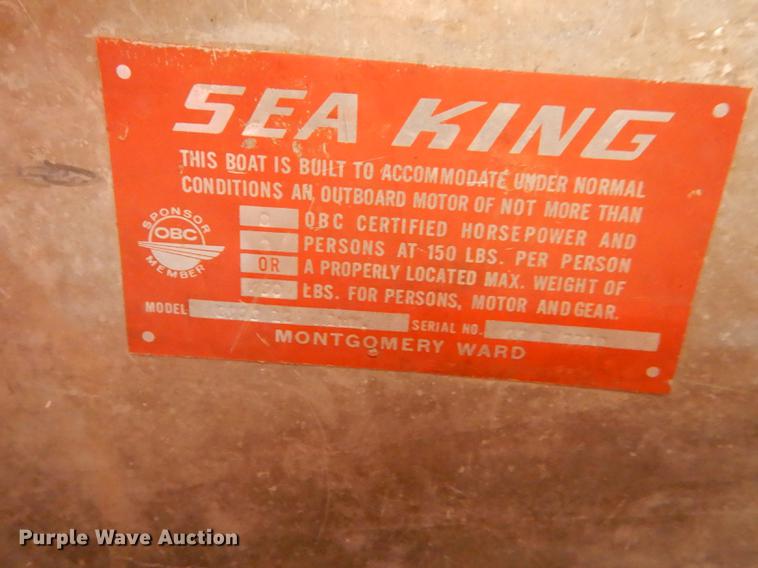 SEA KING
THIS BOAT IS BUILT TO ACCOMMODATE UNDER NORMAL
CONDITIONS AN OUTBOARD MOTOR OF NOT MORE THAN
OBC CERTIFIED HORSEPOWER AND
PERSONS AT 150 LBS. PER PERSON
OR A PROPERLY LOCATED MAX. WEIGHT OF
LBS. FOR PERSONS, MOTOR AND GEAR.
SPONSOR
OBC
MEMBER
MODEL SERIAL NO.
MONTGOMERY WARD
Purple Wave Auction